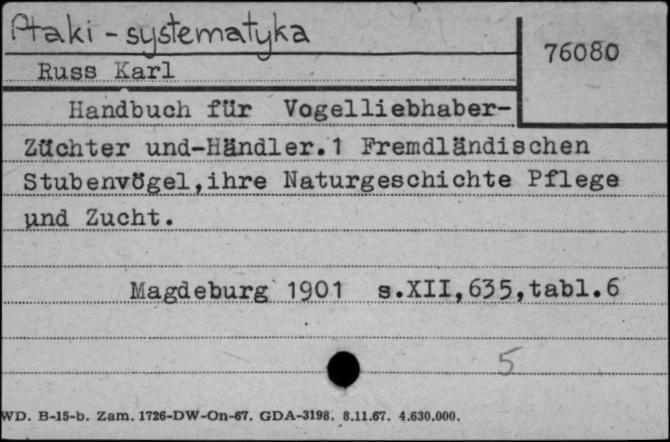 Ptaki - systematyka
76080
Russ Karl
Handbuch für Vogelliebhaber-
Züchter und-Händler.1 Fremdländischen
Stubenvögel,ihre Naturgeschichte Pflege
und Zucht.
Magdeburg 1901 s.XII,635,tabl.6
5
WD. B-15-b. Zam. 1726-DW-On-67. GDA-3198. 8.11.67. 4.630.000.